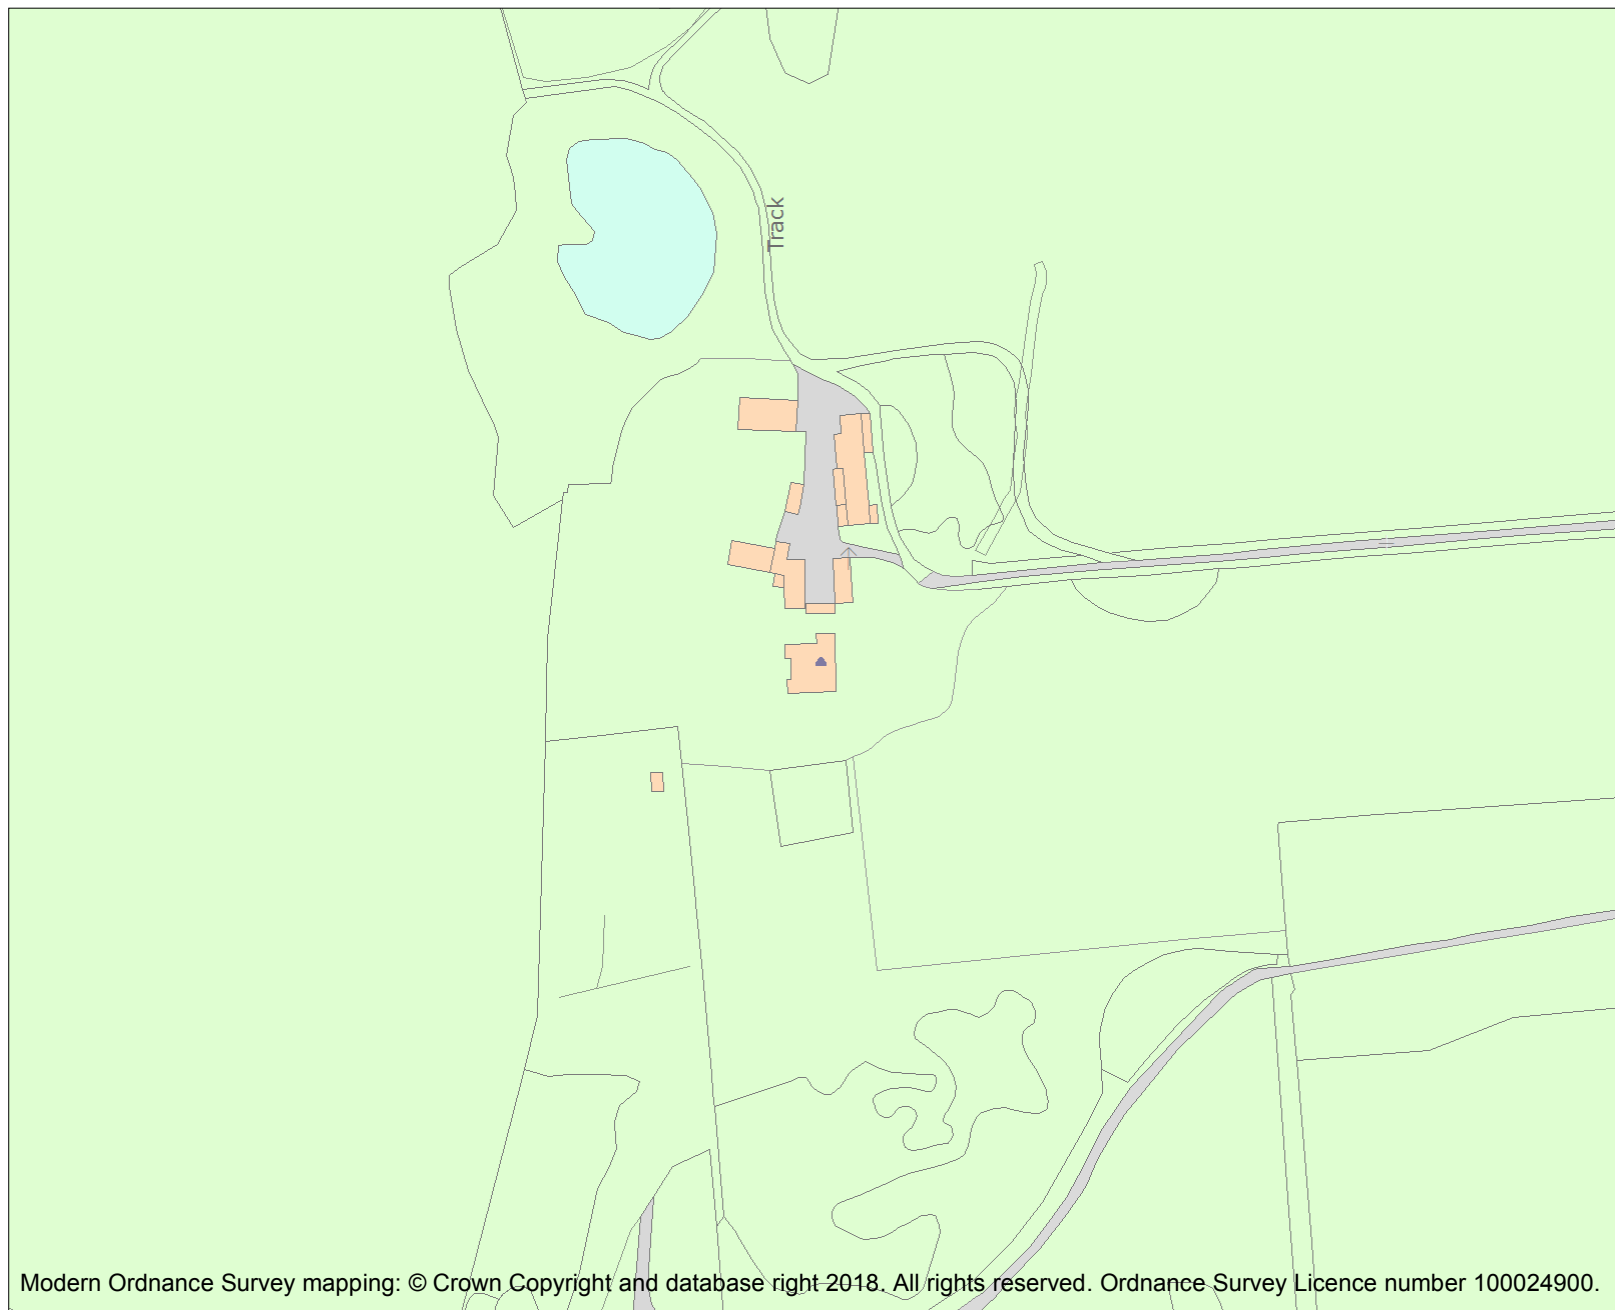 Track
Modern Ordnance Survey mapping: © Crown Copyright and database right 2018. All rights reserved. Ordnance Survey Licence number 100024900.